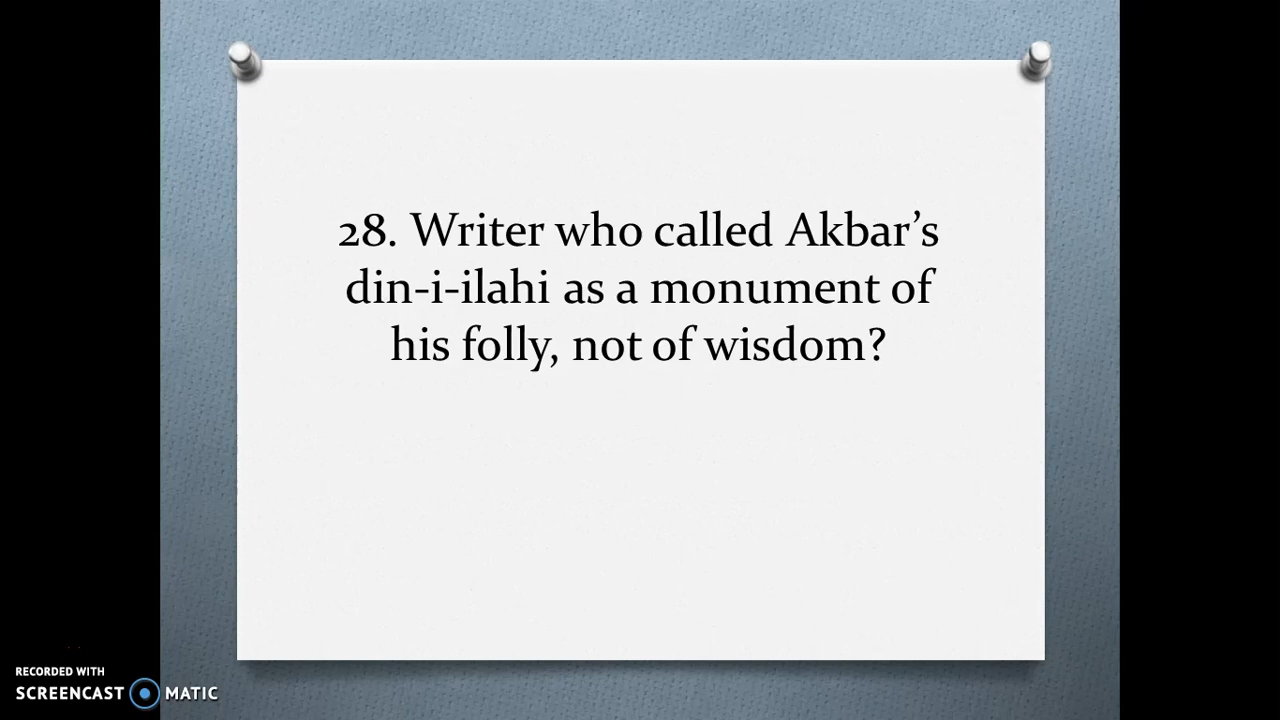 28. Writer who called Akbar’s
din-i-ilahi as a monument of
his folly, not of wisdom?
RECORDED WITH
SCREENCAST MATIC